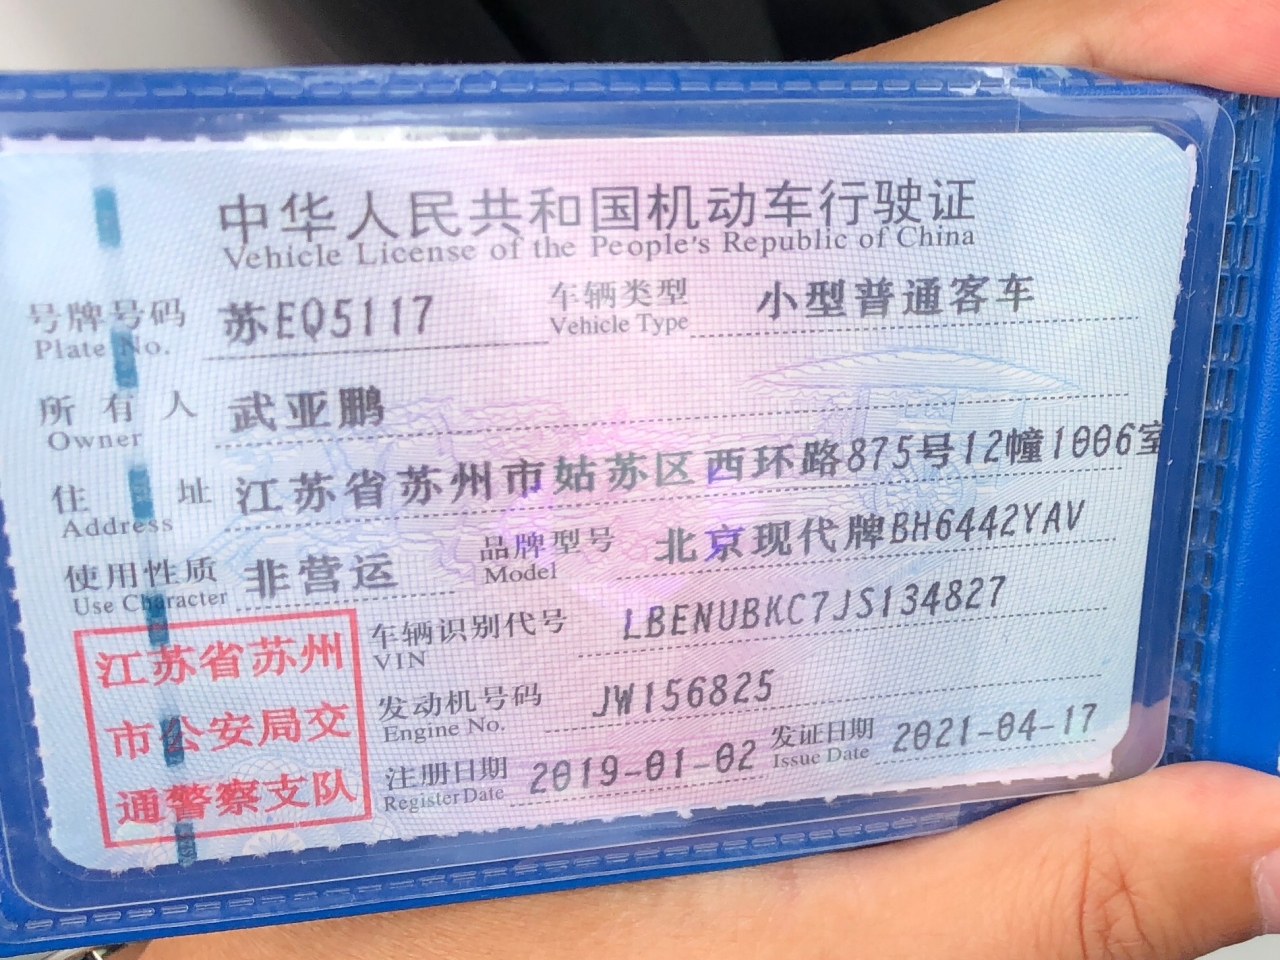 中华人民共和国机动车行驶证
Vehicle License of the People's Republic of China
号牌号码 苏EQ5117 车辆类型 小型普通客车
Plate No. Vehicle Type
所有人 武亚鹏
Owner
住址 江苏省苏州市姑苏区西环路875号12幢1006室
Address
使用性质 非营运 品牌型号 北京现代牌BH6442YAV
Use Character Model
车辆识别代号 LBENUBKC7JS134827
VIN
发动机号码 JW156825
Engine No.
注册日期 2019-01-02 发证日期 2021-04-17
Register Date Issue Date
江苏省苏州
市公安局交
通警察支队